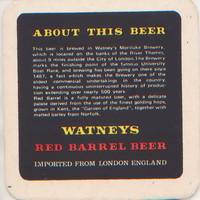 ABOUT THIS BEER
This beer is brewed in Watney's Mortlake Brewery,
which is located on the banks of the River Thames,
about 9 miles outside the City of London. The Brewery
marks the finishing point of the famous University
Boat Race, and brewing has been going on there since
1487, a fact which makes the Brewery one of the
oldest commercial undertakings in the country,
having a continuous uninterrupted history of produc-
tion extending over nearly 500 years.
Red Barrel is a fully matured beer, with a delicate
palate derived from the use of the finest golding hops,
grown in Kent, the "Garden of England", together with
malted barley from Norfolk.
WATNEYS
RED BARREL BEER
IMPORTED FROM LONDON ENGLAND